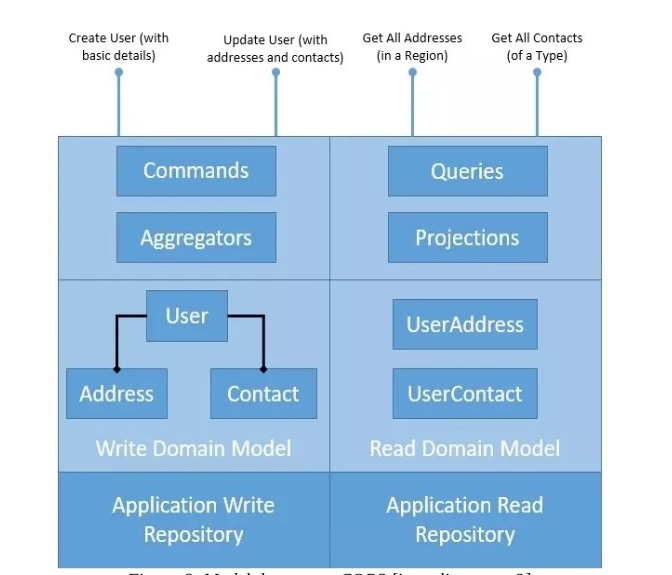 Create User (with
basic details)
Update User (with
addresses and contacts)
Get All Addresses
(in a Region)
Get All Contacts
(of a Type)
Commands
Queries
Aggregators
Projections
User
Address
Contact
UserAddress
UserContact
Write Domain Model
Read Domain Model
Application Write
Repository
Application Read
Repository